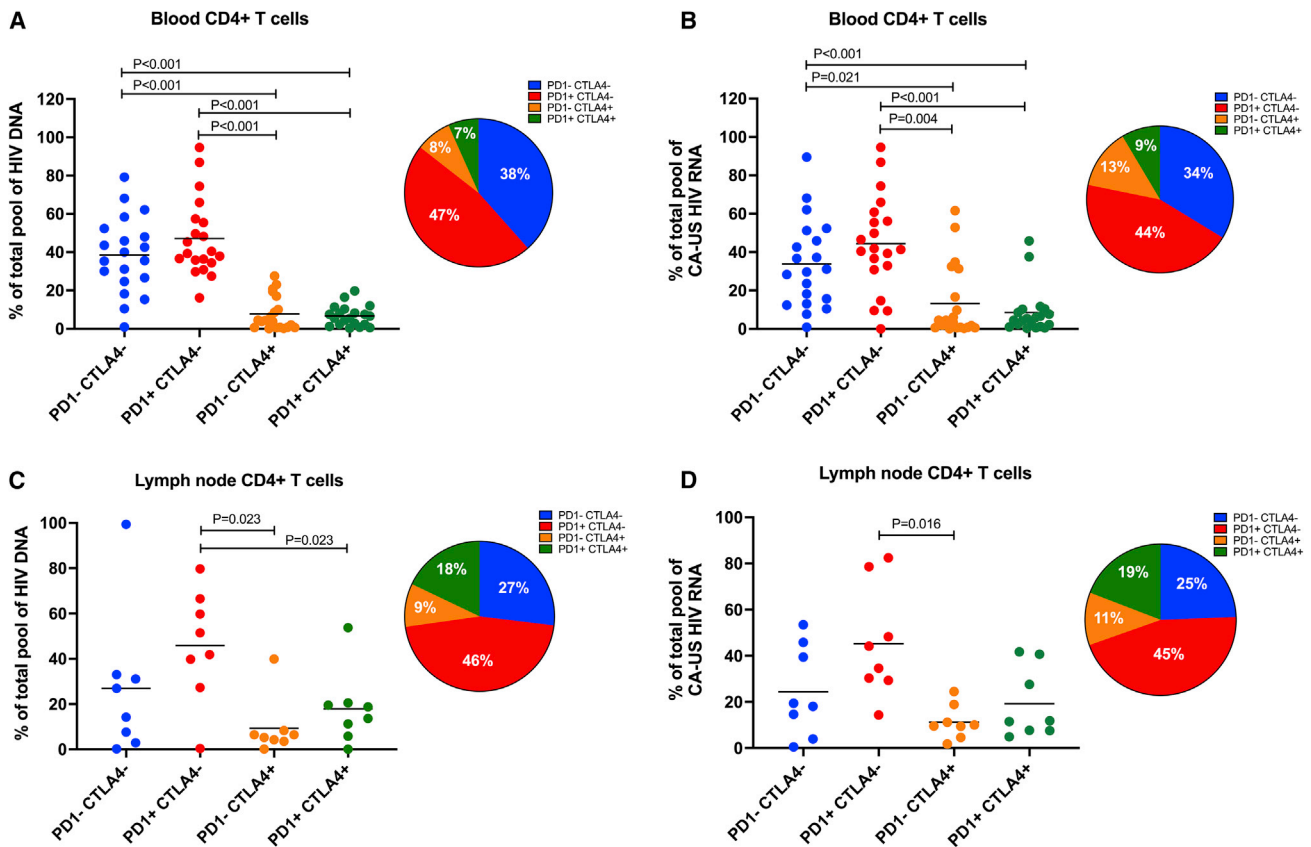 A
Blood CD4+ T cells
P<0.001
P<0.001
P<0.001
P<0.001
% of total pool of HIV DNA
120
100
80
60
40
20
0
PD1- CTLA4-
PD1+ CTLA4-
PD1- CTLA4+
PD1+ CTLA4+
PD1- CTLA4-
PD1+ CTLA4-
PD1- CTLA4+
PD1+ CTLA4+
7%
8%
38%
47%
B
Blood CD4+ T cells
P<0.001
P=0.021
P<0.001
P=0.004
% of total pool of
CA-US HIV RNA
120
100
80
60
40
20
0
PD1- CTLA4-
PD1+ CTLA4-
PD1- CTLA4+
PD1+ CTLA4+
PD1- CTLA4-
PD1+ CTLA4-
PD1- CTLA4+
PD1+ CTLA4+
9%
13%
34%
44%
C
Lymph node CD4+ T cells
P=0.023
P=0.023
% of total pool of HIV DNA
100
80
60
40
20
0
PD1- CTLA4-
PD1+ CTLA4-
PD1- CTLA4+
PD1+ CTLA4+
PD1- CTLA4-
PD1+ CTLA4-
PD1- CTLA4+
PD1+ CTLA4+
18%
27%
9%
46%
D
Lymph node CD4+ T cells
P=0.016
% of total pool of
CA-US HIV RNA
100
80
60
40
20
0
PD1- CTLA4-
PD1+ CTLA4-
PD1- CTLA4+
PD1+ CTLA4+
PD1- CTLA4-
PD1+ CTLA4-
PD1- CTLA4+
PD1+ CTLA4+
19%
25%
11%
45%